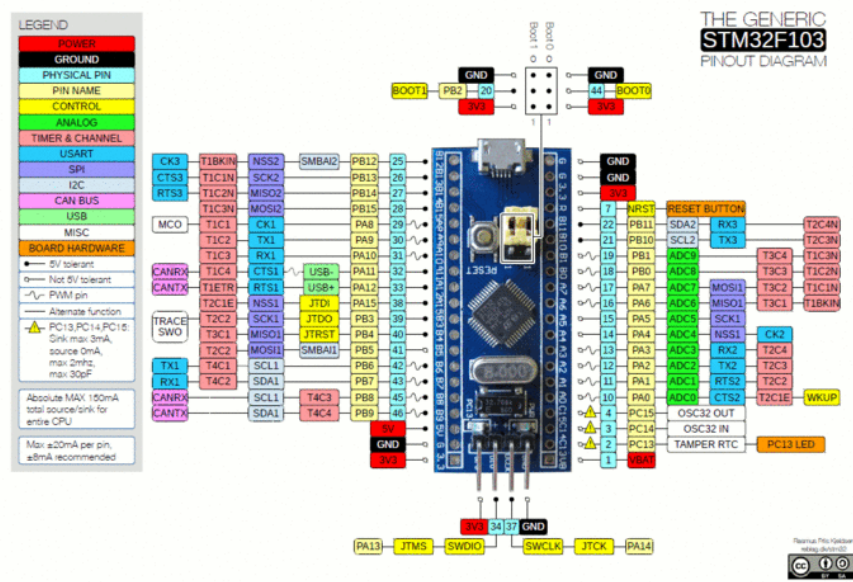 LEGEND
POWER
GROUND
PHYSICAL PIN
PIN NAME
CONTROL
ANALOG
TIMER & CHANNEL
USART
SPI
I2C
CAN BUS
USB
MISC
BOARD HARDWARE
5V tolerant
Not 5V tolerant
PWM pin
Alternate function
PC13,PC14,PC15:
Sink max 3mA,
source 0mA,
max 2mhz,
max 30pF
Absolute MAX 150mA
total source/sink for
entire CPU
Max ±20mA per pin,
±8mA recommended
THE GENERIC
STM32F103
PINOUT DIAGRAM
Boot 1 Boot 0
GND GND
BOOT1 PB2 20 44 BOOT0
3V3 3V3
1 1
CK3 T1BKIN NSS2 SMBAI2 PB12 25
CTS3 T1C1N SCK2 PB13 26
RTS3 T1C2N MISO2 PB14 27
T1C3N MOSI2 PB15 28
MCO T1C1 CK1 PA8 29
T1C2 TX1 PA9 30
T1C3 RX1 PA10 31
CANRX T1C4 CTS1 USB- PA11 32
CANTX T1ETR RTS1 USB+ PA12 33
T2C1E NSS1 JTDI PA15 38
TRACE SWO T2C2 SCK1 JTDO PB3 39
T3C1 MISO1 JTRST PB4 40
T2C2 MOSI1 SMBAI1 PB5 41
TX1 T4C1 SCL1 PB6 42
RX1 T4C2 SDA1 PB7 43
CANRX SCL1 T4C3 PB8 45
CANTX SDA1 T4C4 PB9 46
5V
GND
3V3
GND
GND
3V3
7 NRST RESET BUTTON
22 PB11 SDA2 RX3 T2C4N
21 PB10 SCL2 TX3 T2C3N
19 PB1 ADC9 T3C4 T1C3N
18 PB0 ADC8 T3C3 T1C2N
17 PA7 ADC7 MOSI1 T3C2 T1C1N
16 PA6 ADC6 MISO1 T3C1 T1BKIN
15 PA5 ADC5 SCK1
14 PA4 ADC4 NSS1 CK2
13 PA3 ADC3 RX2 T2C4
12 PA2 ADC2 TX2 T2C3
11 PA1 ADC1 RTS2 T2C2
10 PA0 ADC0 CTS2 T2C1E WKUP
4 PC15 OSC32 OUT
3 PC14 OSC32 IN
2 PC13 TAMPER RTC PC13 LED
1 VBAT
RESET
8.000
PC13
3V3 34 37 GND
PA13 JTMS SWDIO SWCLK JTCK PA14
cc
BY SA